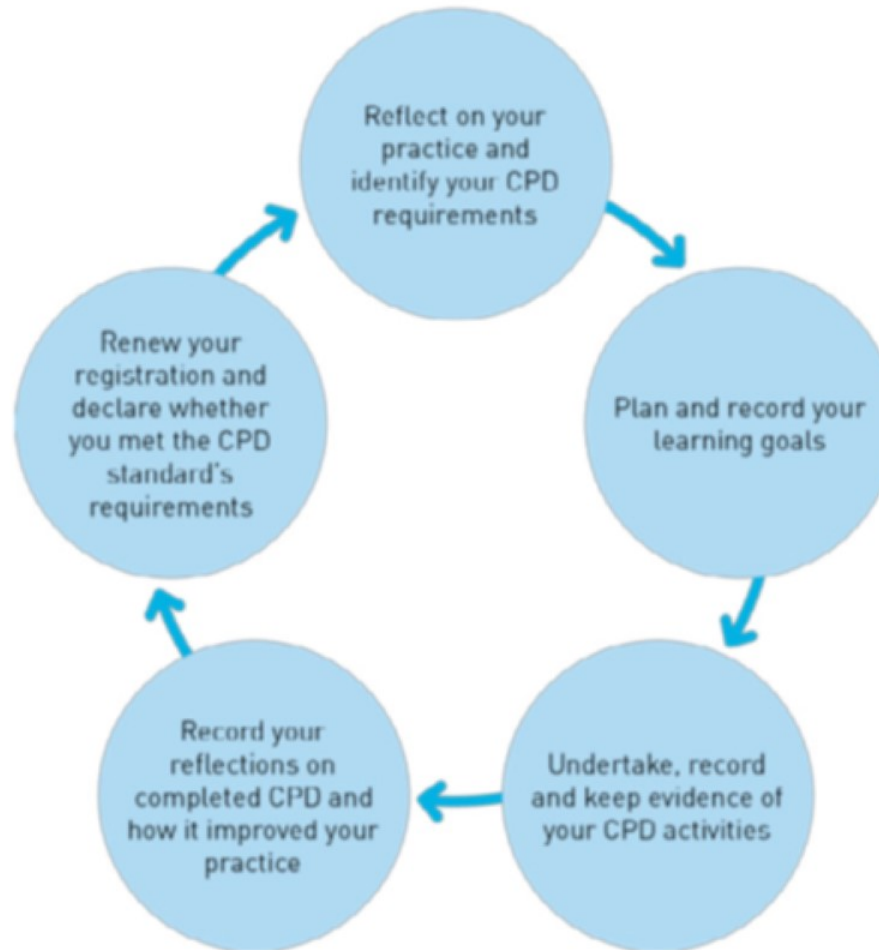 Reflect on your
practice and
identify your CPD
requirements
Plan and record your
learning goals
Undertake, record
and keep evidence of
your CPD activities
Record your
reflections on
completed CPD and
how it improved your
practice
Renew your
registration and
declare whether
you met the CPD
standard's
requirements